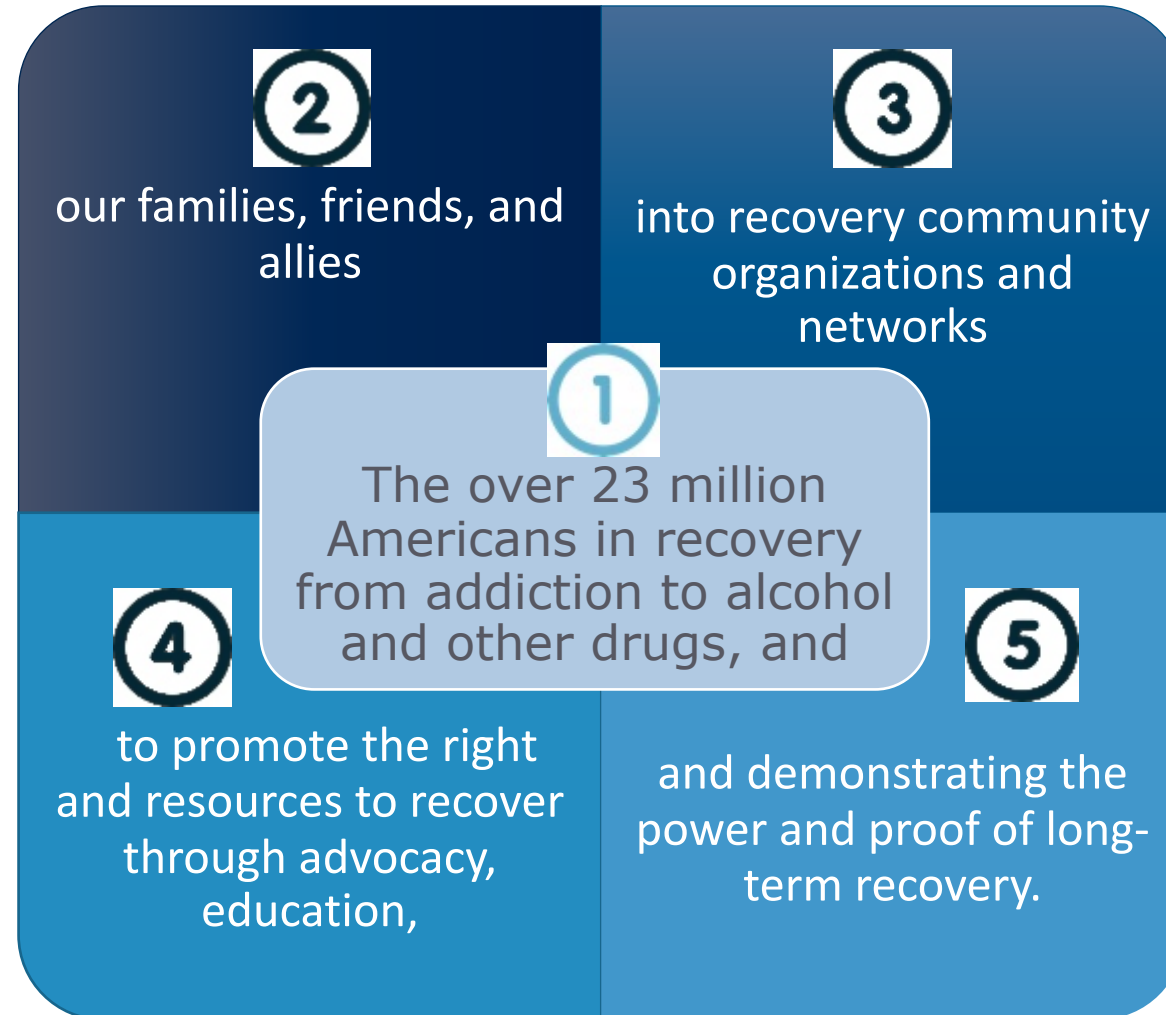 2
our families, friends, and
allies
3
into recovery community
organizations and
networks
1
The over 23 million
Americans in recovery
from addiction to alcohol
and other drugs, and
4
to promote the right
and resources to recover
through advocacy,
education,
5
and demonstrating the
power and proof of long-
term recovery.